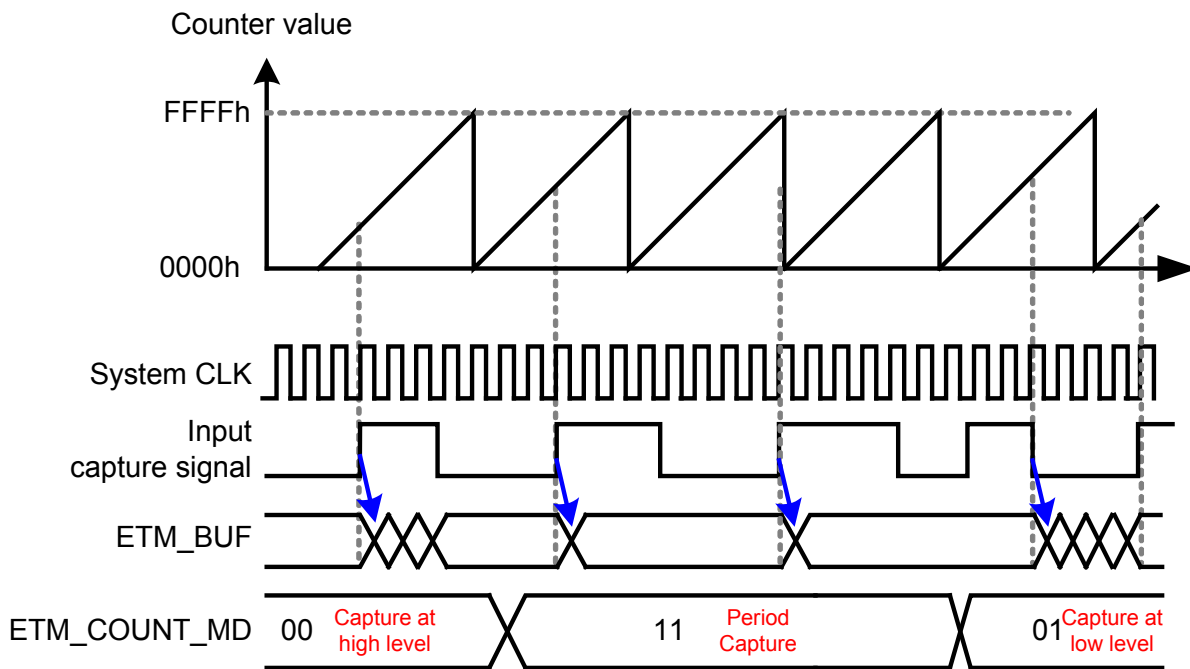 Counter value
FFFFh
0000h
System CLK
Input
capture signal
ETM_BUF
ETM_COUNT_MD
00
Capture at
high level
11
Period
Capture
01
Capture at
low level